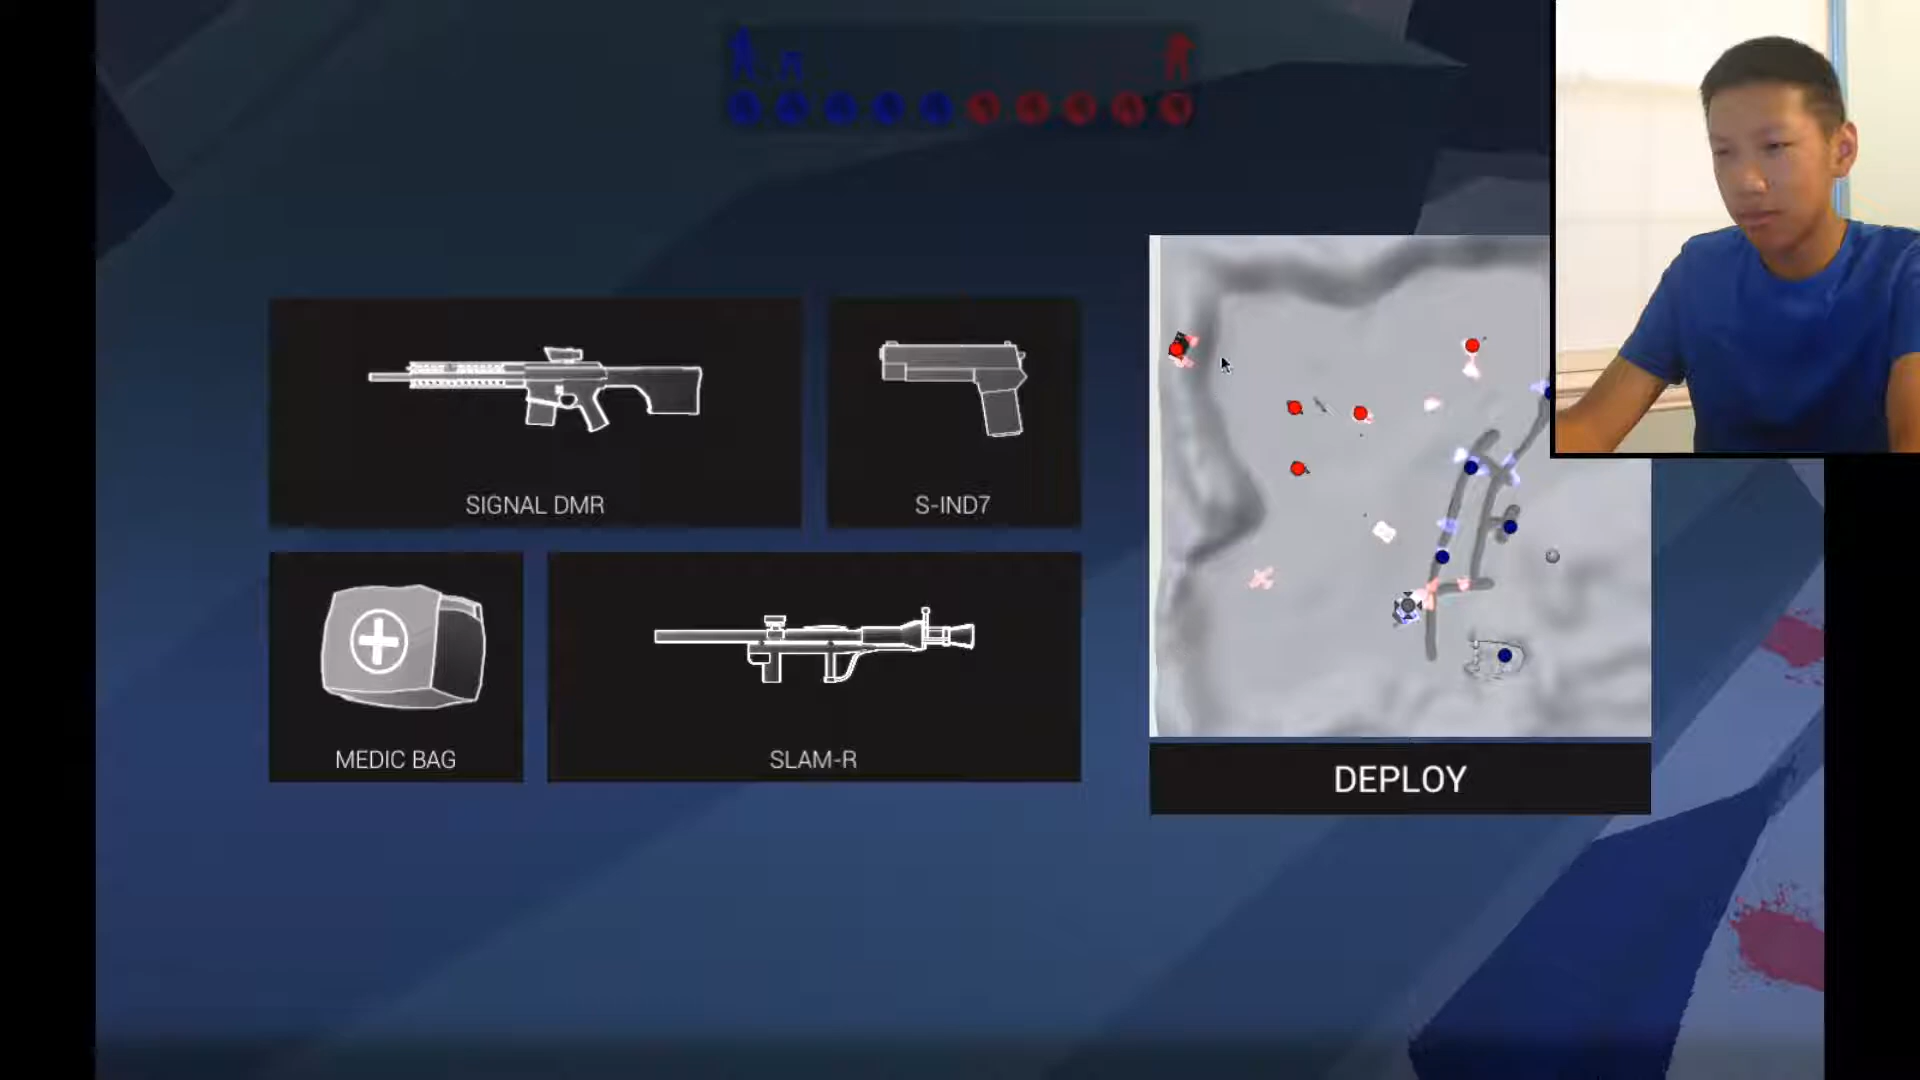 SIGNAL DMR
S-IND7
MEDIC BAG
SLAM-R
DEPLOY